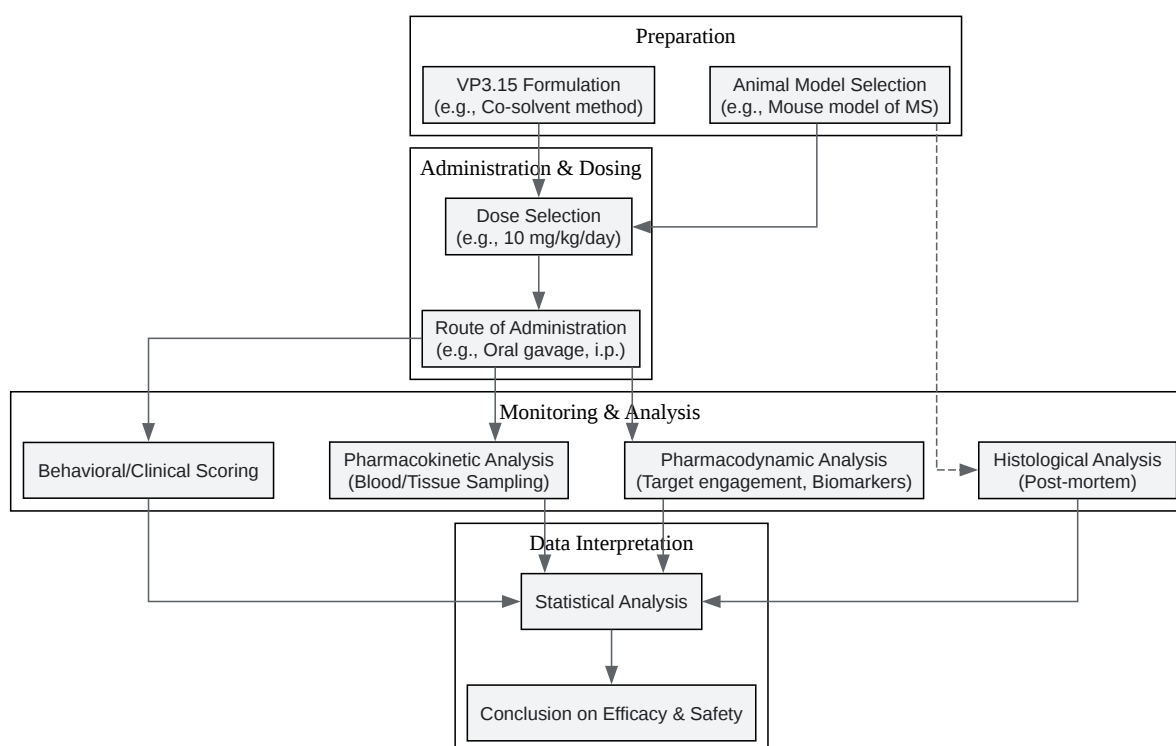 Preparation
VP3.15 Formulation
(e.g., Co-solvent method)
Animal Model Selection
(e.g., Mouse model of MS)
Administration & Dosing
Dose Selection
(e.g., 10 mg/kg/day)
Route of Administration
(e.g., Oral gavage, i.p.)
Monitoring & Analysis
Behavioral/Clinical Scoring
Pharmacokinetic Analysis
(Blood/Tissue Sampling)
Pharmacodynamic Analysis
(Target engagement, Biomarkers)
Histological Analysis
(Post-mortem)
Data Interpretation
Statistical Analysis
Conclusion on Efficacy & Safety